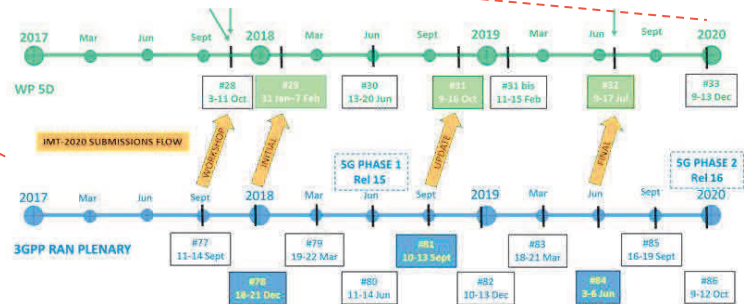 2017 Mar Jun Sept 2018 Mar Jun Sept 2019 Mar Jun Sept 2020
WP 5D
#28
3-11 Oct
#29
31 Jan-7 Feb
#30
13-20 Jun
#31
9-16 Oct
#31 bis
11-15 Feb
#32
9-17 Jul
#33
9-13 Dec
IMT-2020 SUBMISSIONS FLOW
WORKSHOP
INITIAL
UPDATE
FINAL
5G PHASE 1
Rel 15
5G PHASE 2
Rel 16
2017 Mar Jun Sept 2018 Mar Jun Sept 2019 Mar Jun Sept 2020
3GPP RAN PLENARY
#77
11-14 Sept
#78
18-21 Dec
#79
19-22 Mar
#80
11-14 Jun
#81
10-13 Sept
#82
10-13 Dec
#83
18-21 Mar
#84
3-6 Jun
#85
16-19 Sept
#86
9-12 Oct